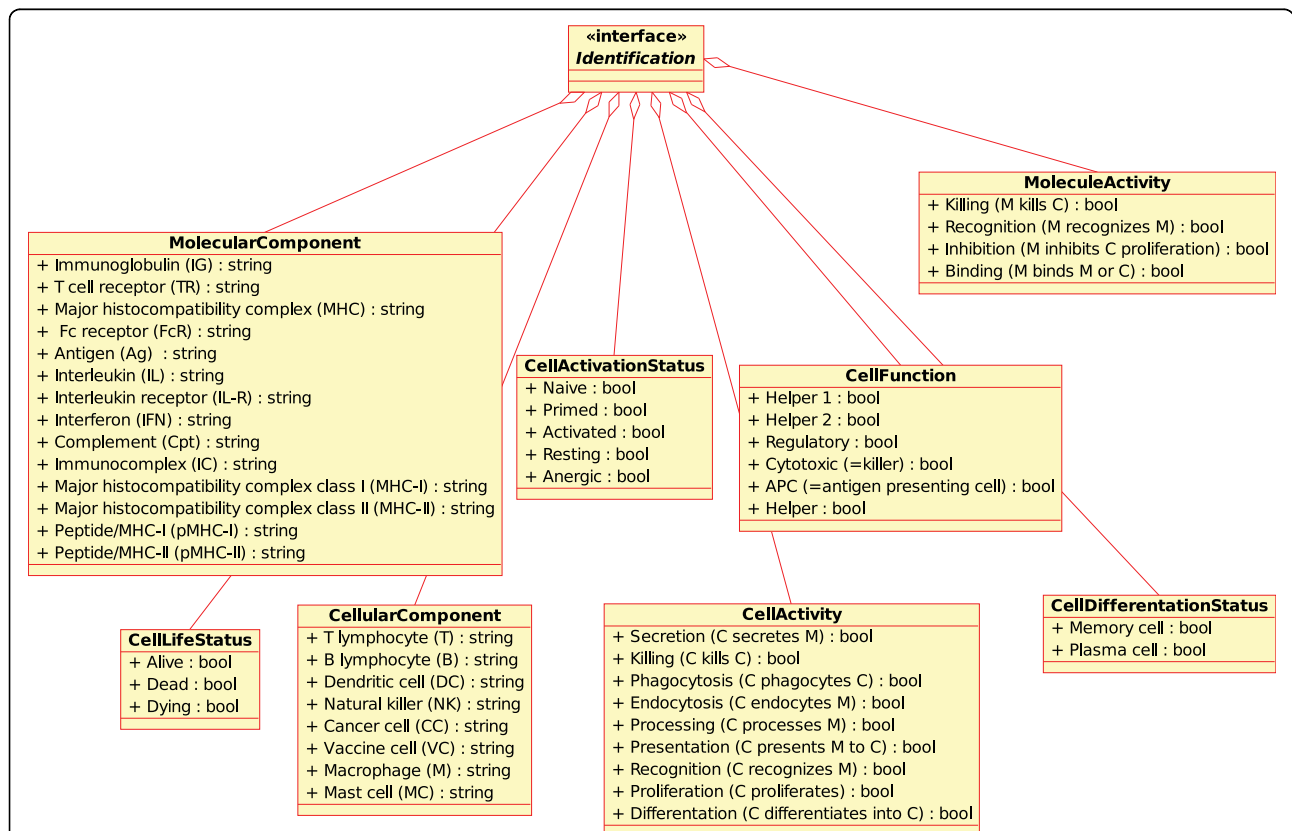 «interface»
Identification
MoleculeActivity
+ Killing (M kills C) : bool
+ Recognition (M recognizes M) : bool
+ Inhibition (M inhibits C proliferation) : bool
+ Binding (M binds M or C) : bool
MolecularComponent
+ Immunoglobulin (IG) : string
+ T cell receptor (TR) : string
+ Major histocompatibility complex (MHC) : string
+ Fc receptor (FcR) : string
+ Antigen (Ag) : string
+ Interleukin (IL) : string
+ Interleukin receptor (IL-R) : string
+ Interferon (IFN) : string
+ Complement (Cpt) : string
+ Immunocomplex (IC) : string
+ Major histocompatibility complex class I (MHC-I) : string
+ Major histocompatibility complex class II (MHC-II) : string
+ Peptide/MHC-I (pMHC-I) : string
+ Peptide/MHC-II (pMHC-II) : string
CellActivationStatus
+ Naive : bool
+ Primed : bool
+ Activated : bool
+ Resting : bool
+ Anergic : bool
CellFunction
+ Helper 1 : bool
+ Helper 2 : bool
+ Regulatory : bool
+ Cytotoxic (=killer) : bool
+ APC (=antigen presenting cell) : bool
+ Helper : bool
CellLifeStatus
+ Alive : bool
+ Dead : bool
+ Dying : bool
CellularComponent
+ T lymphocyte (T) : string
+ B lymphocyte (B) : string
+ Dendritic cell (DC) : string
+ Natural killer (NK) : string
+ Cancer cell (CC) : string
+ Vaccine cell (VC) : string
+ Macrophage (M) : string
+ Mast cell (MC) : string
CellActivity
+ Secretion (C secretes M) : bool
+ Killing (C kills C) : bool
+ Phagocytosis (C phagocytes C) : bool
+ Endocytosis (C endocytes M) : bool
+ Processing (C processes M) : bool
+ Presentation (C presents M to C) : bool
+ Recognition (C recognizes M) : bool
+ Proliferation (C proliferates) : bool
+ Differentation (C differentiates into C) : bool
CellDifferentationStatus
+ Memory cell : bool
+ Plasma cell : bool